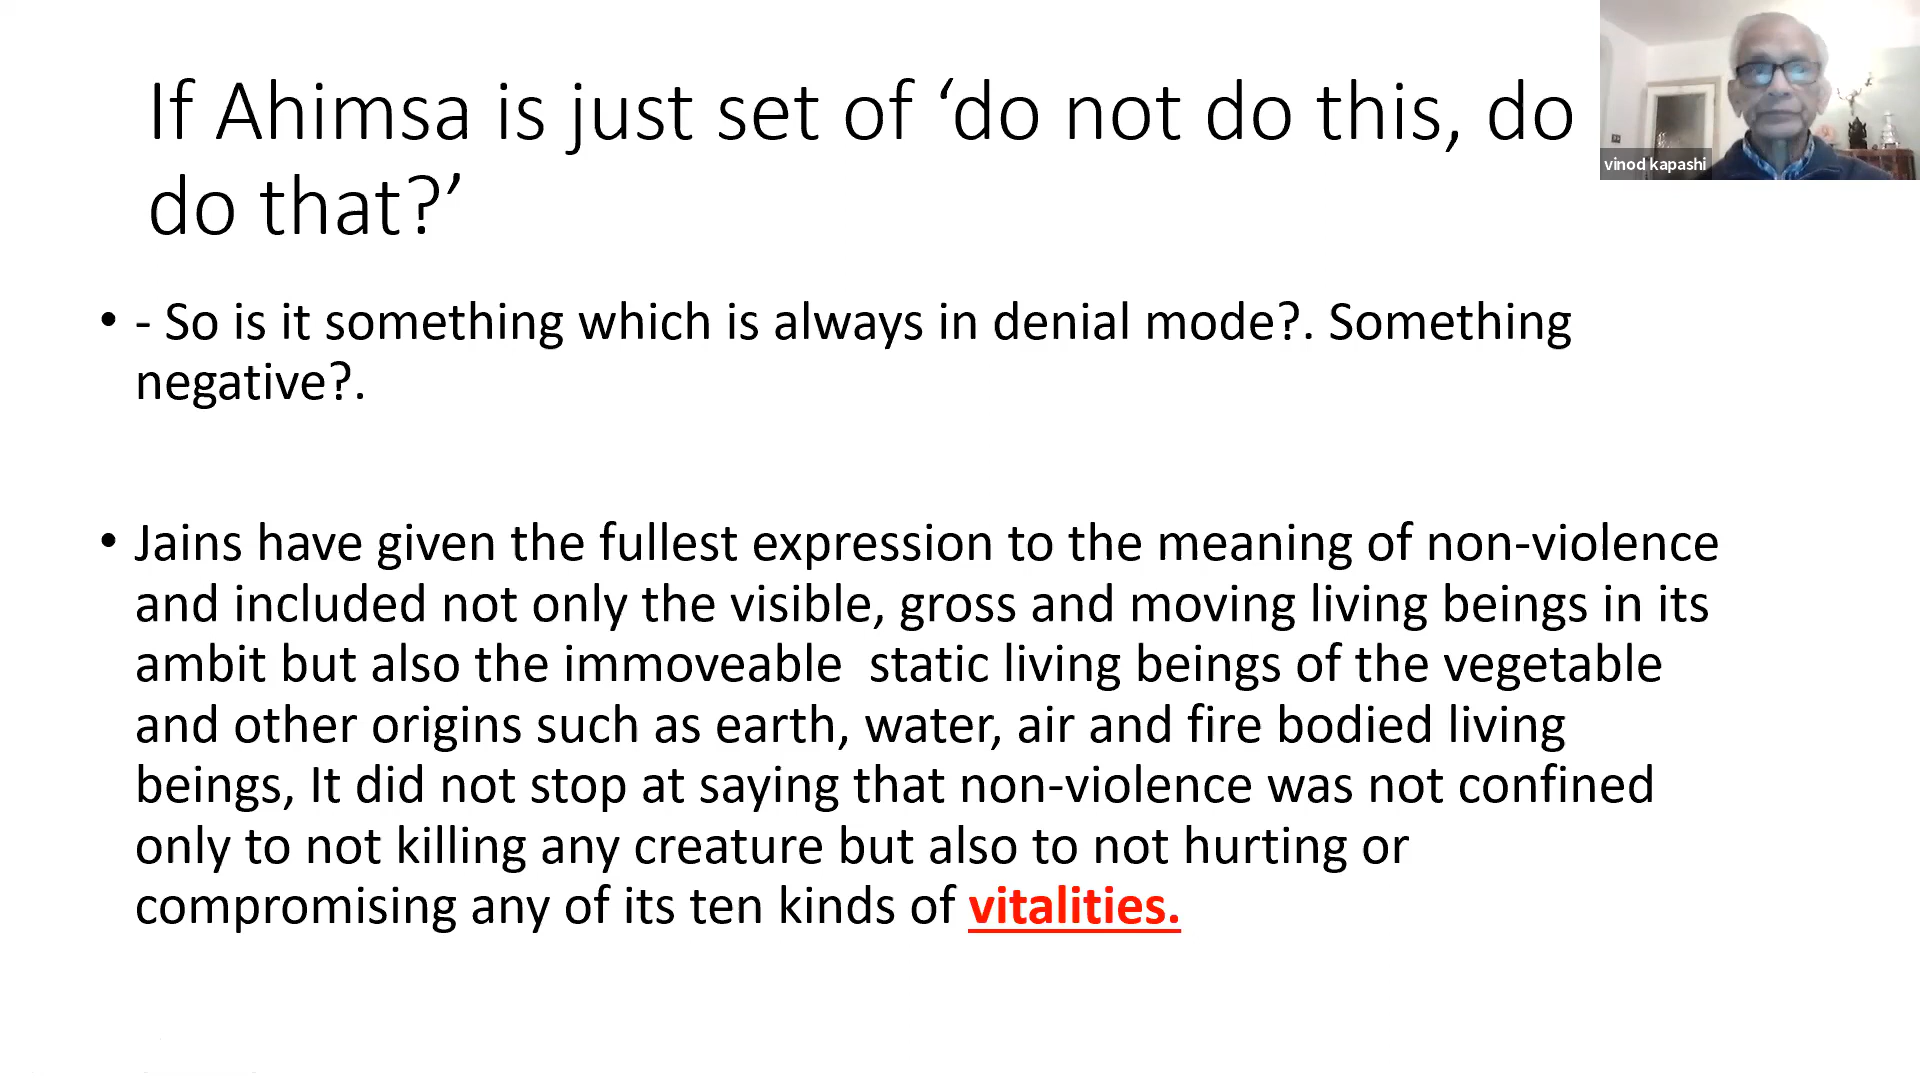 If Ahimsa is just set of ‘do not do this, do
do that?’
vinod kapashi
• - So is it something which is always in denial mode?. Something
negative?.
• Jains have given the fullest expression to the meaning of non-violence
and included not only the visible, gross and moving living beings in its
ambit but also the immoveable  static living beings of the vegetable
and other origins such as earth, water, air and fire bodied living
beings, It did not stop at saying that non-violence was not confined
only to not killing any creature but also to not hurting or
compromising any of its ten kinds of vitalities.